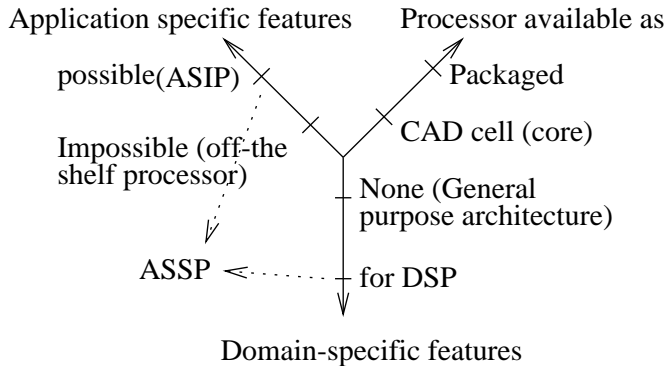 Application specific features
Processor available as
possible(ASIP)
Packaged
CAD cell (core)
Impossible (off-the
shelf processor)
None (General
purpose architecture)
ASSP
for DSP
Domain-specific features